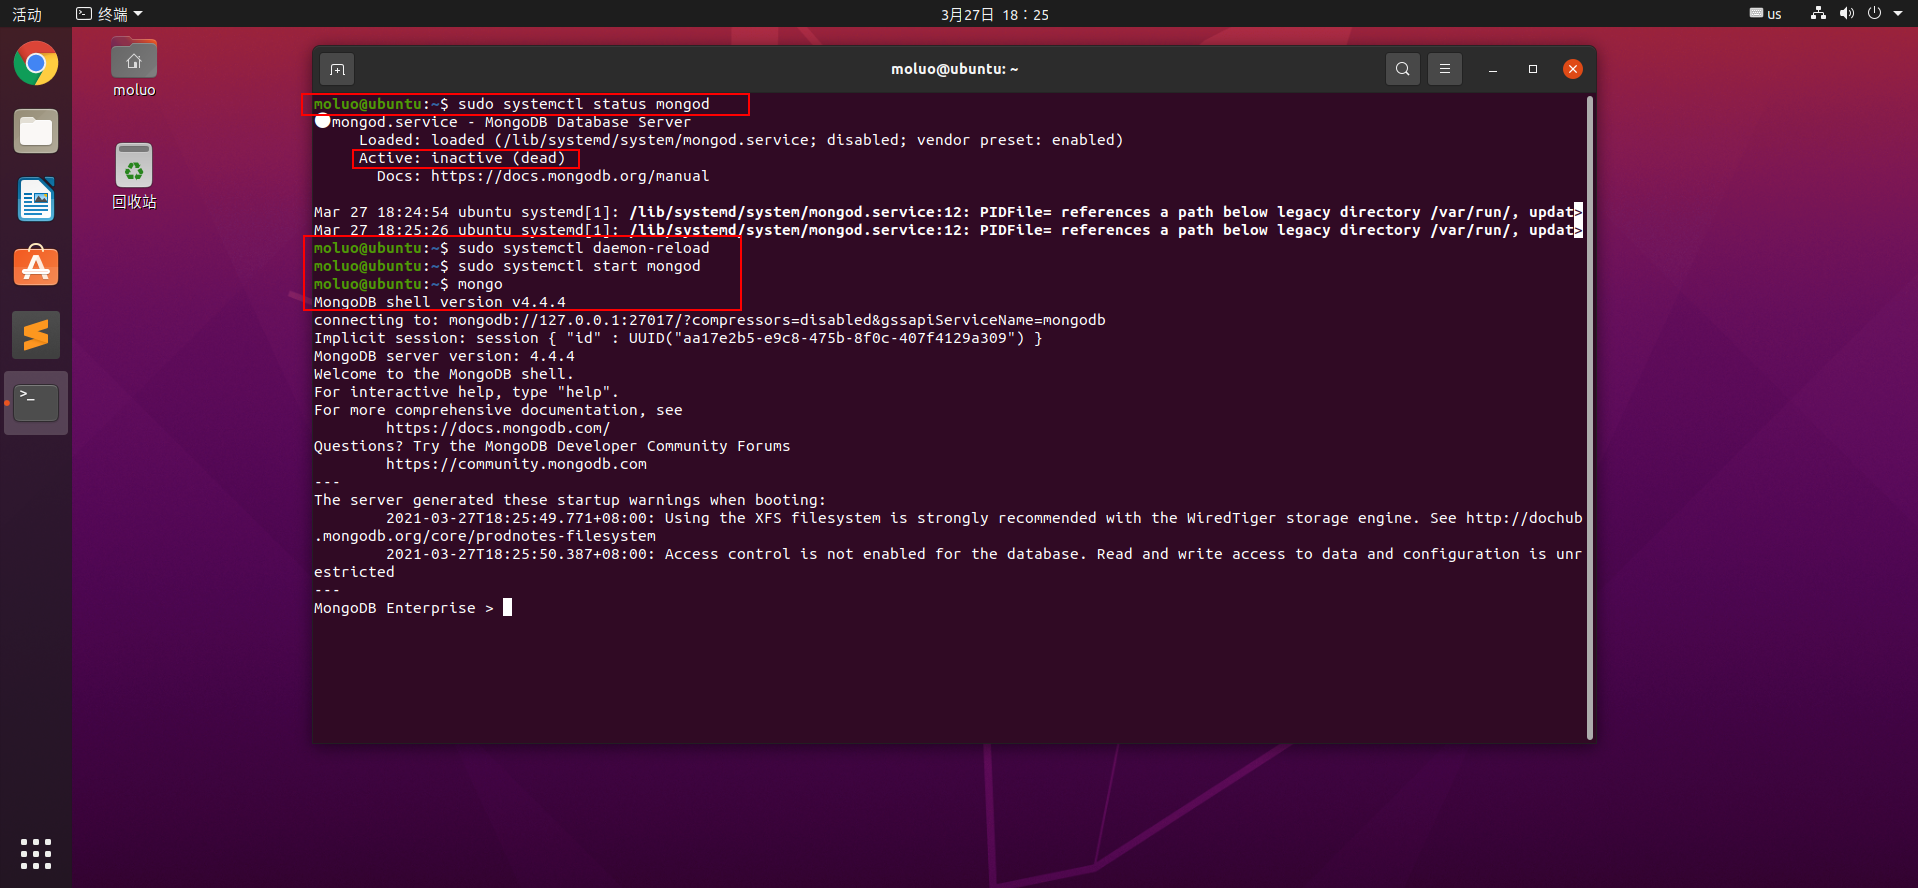 活动 终端 3月27日 18：25 us
moluo
回收站
moluo@ubuntu: ~
moluo@ubuntu:~$ sudo systemctl status mongod
mongod.service - MongoDB Database Server
Loaded: loaded (/lib/systemd/system/mongod.service; disabled; vendor preset: enabled)
Active: inactive (dead)
Docs: https://docs.mongodb.org/manual
Mar 27 18:24:54 ubuntu systemd[1]: /lib/systemd/system/mongod.service:12: PIDFile= references a path below legacy directory /var/run/, updat>
Mar 27 18:25:26 ubuntu systemd[1]: /lib/systemd/system/mongod.service:12: PIDFile= references a path below legacy directory /var/run/, updat>
moluo@ubuntu:~$ sudo systemctl daemon-reload
moluo@ubuntu:~$ sudo systemctl start mongod
moluo@ubuntu:~$ mongo
MongoDB shell version v4.4.4
connecting to: mongodb://127.0.0.1:27017/?compressors=disabled&gssapiServiceName=mongodb
Implicit session: session { "id" : UUID("aa17e2b5-e9c8-475b-8f0c-407f4129a309") }
MongoDB server version: 4.4.4
Welcome to the MongoDB shell.
For interactive help, type "help".
For more comprehensive documentation, see
https://docs.mongodb.com/
Questions? Try the MongoDB Developer Community Forums
https://community.mongodb.com
---
The server generated these startup warnings when booting:
2021-03-27T18:25:49.771+08:00: Using the XFS filesystem is strongly recommended with the WiredTiger storage engine. See http://dochub
.mongodb.org/core/prodnotes-filesystem
2021-03-27T18:25:50.387+08:00: Access control is not enabled for the database. Read and write access to data and configuration is unr
estricted
---
MongoDB Enterprise >